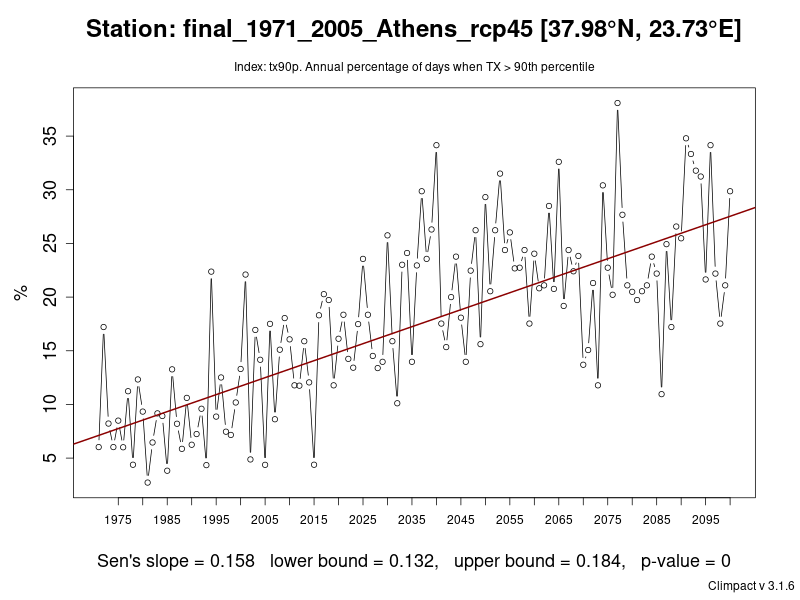 Station: final_1971_2005_Athens_rcp45 [37.98°N, 23.73°E]
Index: tx90p. Annual percentage of days when TX > 90th percentile
35
30
25
20
15
10
5
%
1975 1985 1995 2005 2015 2025 2035 2045 2055 2065 2075 2085 2095
Sen's slope = 0.158 lower bound = 0.132, upper bound = 0.184, p-value = 0
Climpact v 3.1.6